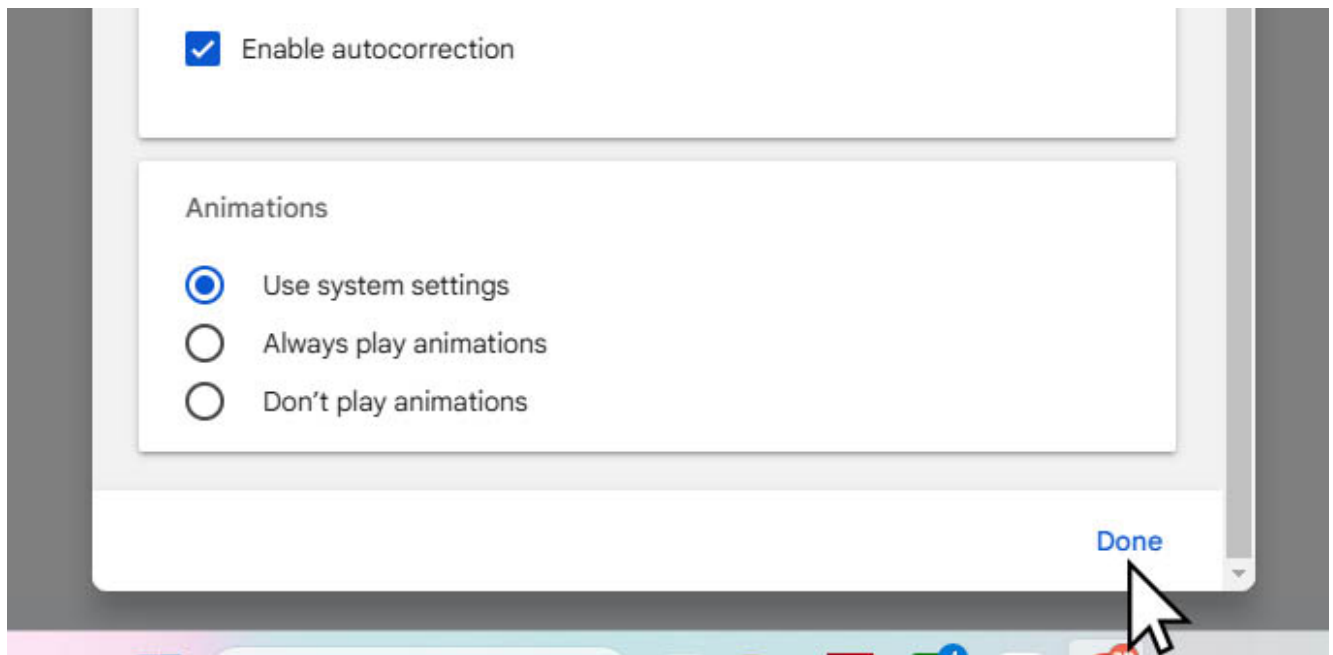 Enable autocorrection
Animations
Use system settings
Always play animations
Don’t play animations
Done